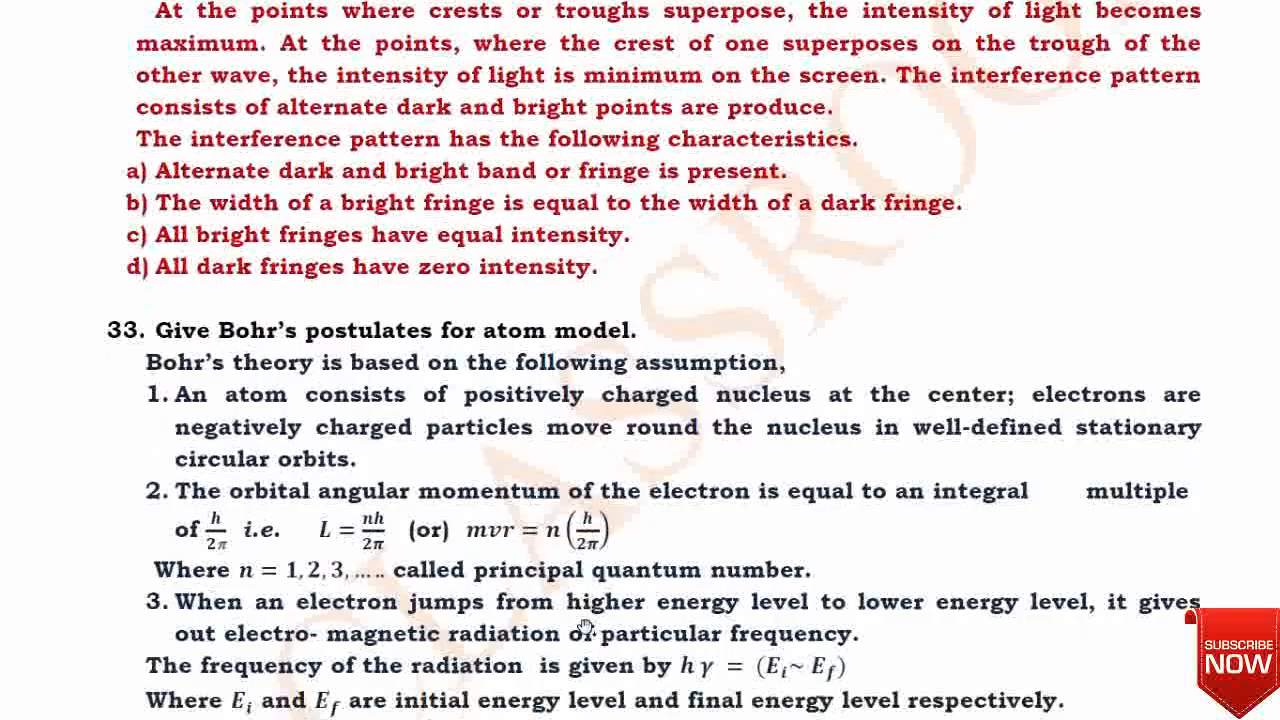 At the points where crests or troughs superpose, the intensity of light becomes
maximum. At the points, where the crest of one superposes on the trough of the
other wave, the intensity of light is minimum on the screen. The interference pattern
consists of alternate dark and bright points are produce.
The interference pattern has the following characteristics.
a) Alternate dark and bright band or fringe is present.
b) The width of a bright fringe is equal to the width of a dark fringe.
c) All bright fringes have equal intensity.
d) All dark fringes have zero intensity.
33. Give Bohr's postulates for atom model.
Bohr's theory is based on the following assumption,
1. An atom consists of positively charged nucleus at the center; electrons are
negatively charged particles move round the nucleus in well-defined stationary
circular orbits.
2. The orbital angular momentum of the electron is equal to an integral multiple
of h/2π i.e. L = nh/2π (or) mvr = n(h/2π)
Where n = 1, 2, 3, ..... called principal quantum number.
3. When an electron jumps from higher energy level to lower energy level, it gives
out electro- magnetic radiation of particular frequency.
The frequency of the radiation is given by h γ = (Eᵢ~ E_f)
Where Eᵢ and E_f are initial energy level and final energy level respectively.
SUBSCRIBE
NOW
CLASSROO